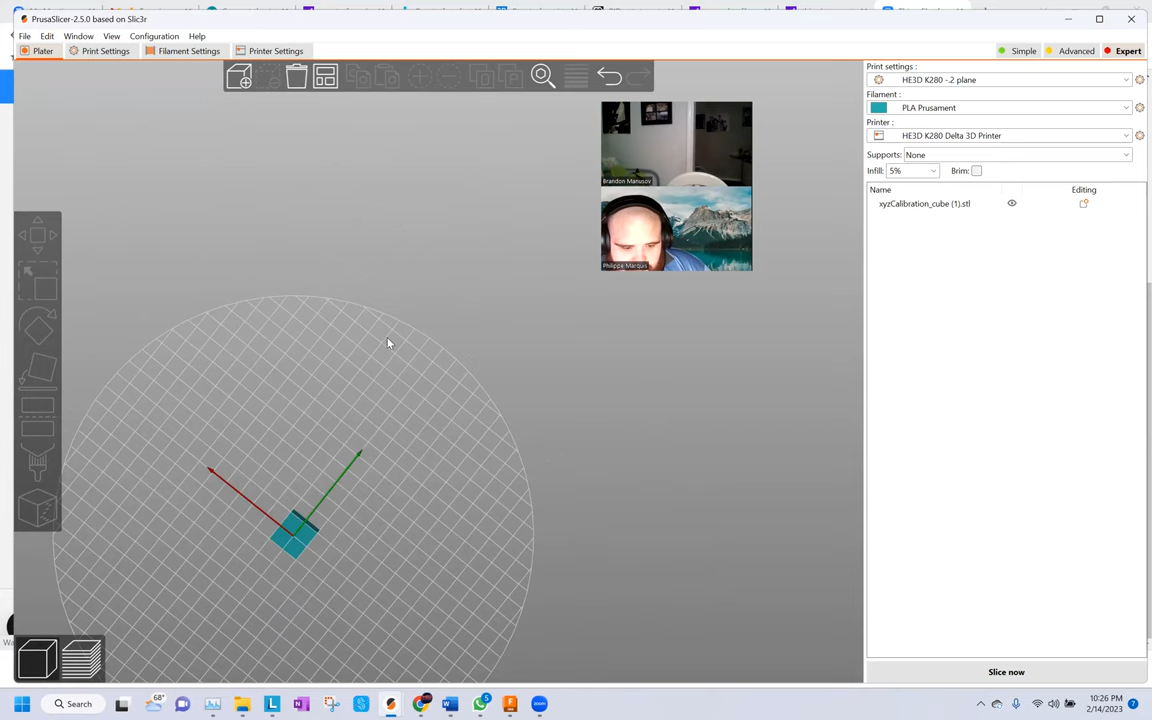 PrusaSlicer-2.5.0 based on Slic3r
File Edit Window View Configuration Help
Plater Print Settings Filament Settings Printer Settings
Simple Advanced Expert
Print settings :
HE3D K280 -.2 plane
Filament :
PLA Prusament
Printer :
HE3D K280 Delta 3D Printer
Supports: None
Infill: 5% Brim:
Name Editing
xyzCalibration_cube (1).stl
Brandon Manusov
Philippe Marquis
Slice now
68°
Search
5
10:26 PM
2/14/2023
7